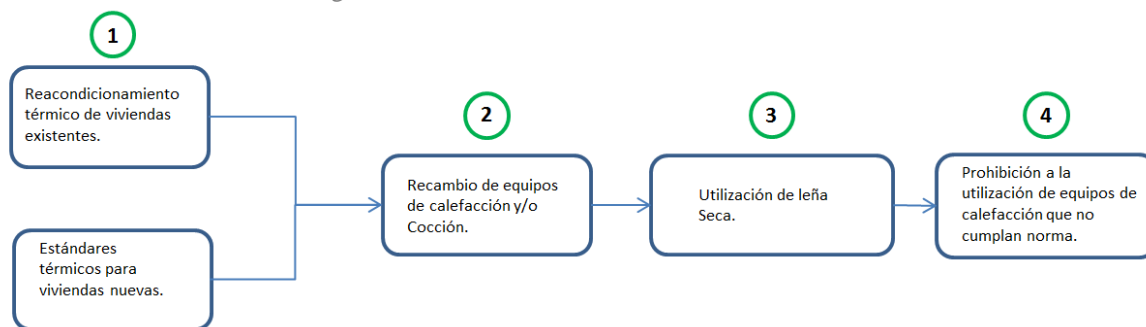 1
Reacondicionamiento
térmico de viviendas
existentes.
Estándares
térmicos para
viviendas nuevas.
2
Recambio de equipos
de calefacción y/o
Cocción.
3
Utilización de leña
Seca.
4
Prohibición a la
utilización de equipos de
calefacción que no
cumplan norma.